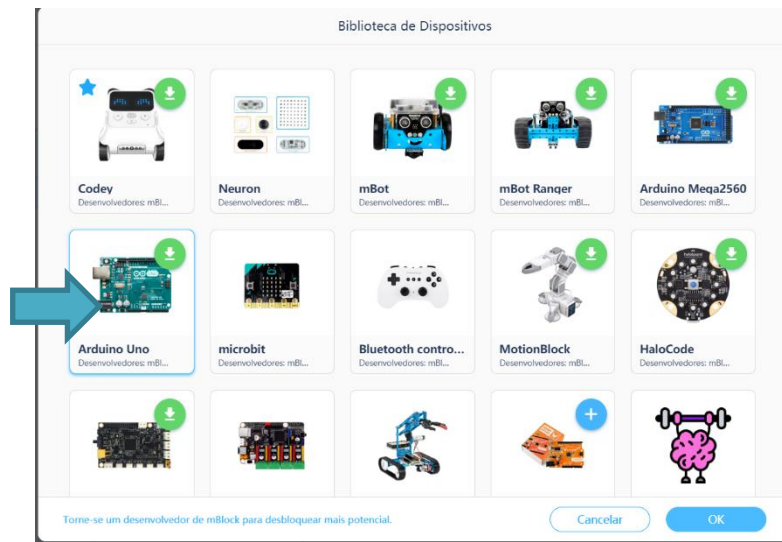 Biblioteca de Dispositivos
Codey
Desenvolvedores: mBl...
Neuron
Desenvolvedores: mBl...
mBot
Desenvolvedores: mBl...
mBot Ranger
Desenvolvedores: mBl...
Arduino Mega2560
Desenvolvedores: mBl...
Arduino Uno
Desenvolvedores: mBl...
microbit
Desenvolvedores: mBl...
Bluetooth contro...
Desenvolvedores: mBl...
MotionBlock
Desenvolvedores: mBl...
HaloCode
Desenvolvedores: mBl...
Torne-se um desenvolvedor de mBlock para desbloquear mais potencial.
Cancelar
OK